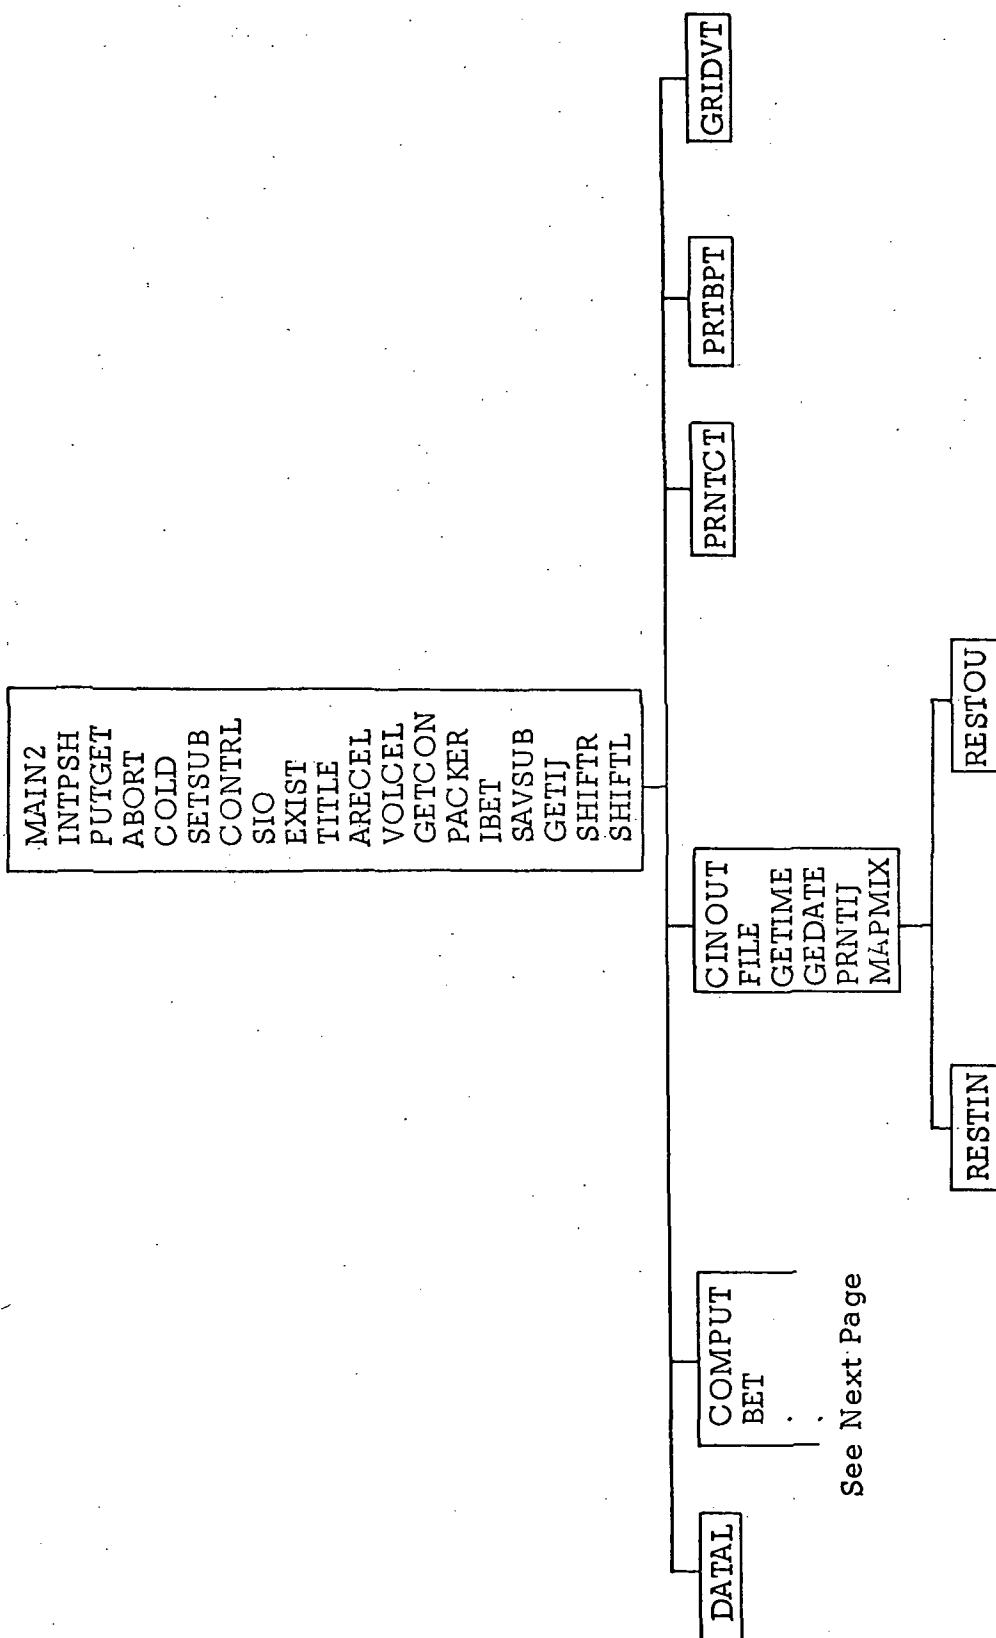 MAIN2
INTPSH
PUTGET
ABORT
COLD
SETSUB
CONTRL
SIO
EXIST
TITLE
ARECEL
VOLCEL
GETCON
PACKER
IBET
SAVSUB
GETIJ
SHIFTR
SHIFTL
DATAL
COMPUT
BET
. .
See Next Page
CINOUT
FILE
GETIME
GEDATE
PRNTIJ
MAPMIX
PRNTCT
PRTBPT
GRIDVT
RESTIN
RESTOU